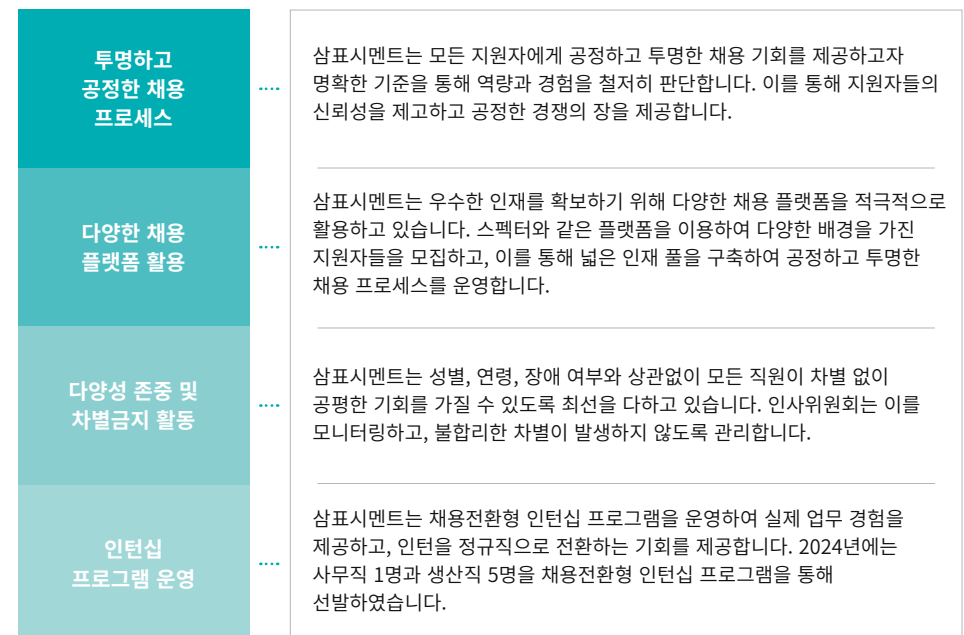 투명하고
공정한 채용
프로세스
삼표시멘트는 모든 지원자에게 공정하고 투명한 채용 기회를 제공하고자
명확한 기준을 통해 역량과 경험을 철저히 판단합니다. 이를 통해 지원자들의
신뢰성을 제고하고 공정한 경쟁의 장을 제공합니다.
다양한 채용
플랫폼 활용
삼표시멘트는 우수한 인재를 확보하기 위해 다양한 채용 플랫폼을 적극적으로
활용하고 있습니다. 스펙터와 같은 플랫폼을 이용하여 다양한 배경을 가진
지원자들을 모집하고, 이를 통해 넓은 인재 풀을 구축하여 공정하고 투명한
채용 프로세스를 운영합니다.
다양성 존중 및
차별금지 활동
삼표시멘트는 성별, 연령, 장애 여부와 상관없이 모든 직원이 차별 없이
공평한 기회를 가질 수 있도록 최선을 다하고 있습니다. 인사위원회는 이를
모니터링하고, 불합리한 차별이 발생하지 않도록 관리합니다.
인턴십
프로그램 운영
삼표시멘트는 채용전환형 인턴십 프로그램을 운영하여 실제 업무 경험을
제공하고, 인턴을 정규직으로 전환하는 기회를 제공합니다. 2024년에는
사무직 1명과 생산직 5명을 채용전환형 인턴십 프로그램을 통해
선발하였습니다.